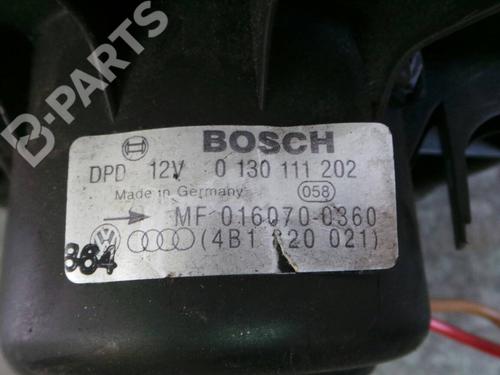 B-PARTS
BOSCH
DPD 12V 0 130 111 202
Made in Germany 058
MF 016070-0360
(4B1 820 021)
884